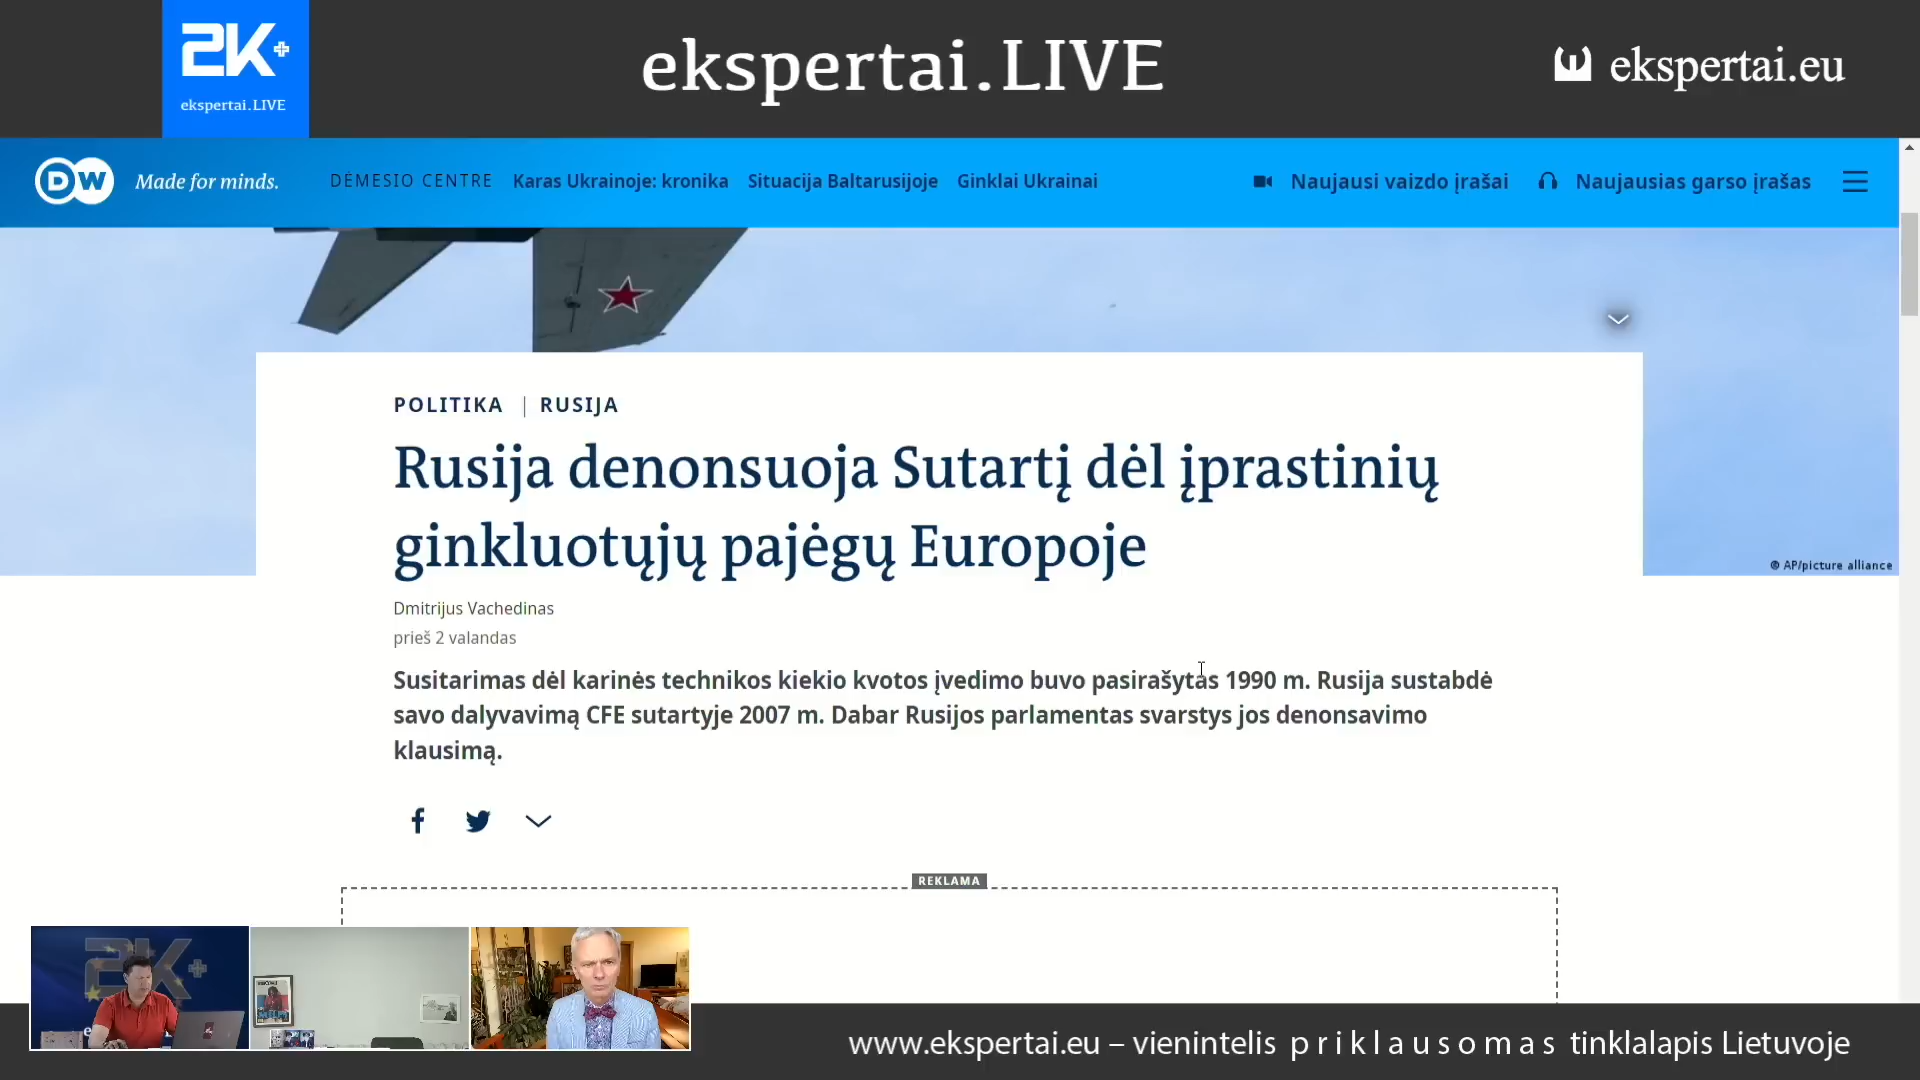 2K+
ekspertai.LIVE
ekspertai.LIVE
ekspertai.eu
DW
Made for minds.
DĖMESIO CENTRE
Karas Ukrainoje: kronika
Situacija Baltarusijoje
Ginklai Ukrainai
Naujausi vaizdo įrašai
Naujausias garso įrašas
POLITIKA | RUSIJA
Rusija denonsuoja Sutartį dėl įprastinių
ginkluotųjų pajėgų Europoje
© AP/picture alliance
Dmitrijus Vachedinas
prieš 2 valandas
Susitarimas dėl karinės technikos kiekio kvotos įvedimo buvo pasirašytas 1990 m. Rusija sustabdė
savo dalyvavimą CFE sutartyje 2007 m. Dabar Rusijos parlamentas svarstys jos denonsavimo
klausimą.
REKLAMA
2K+
www.ekspertai.eu – vienintelis p r i k l a u s o m a s tinklalapis Lietuvoje